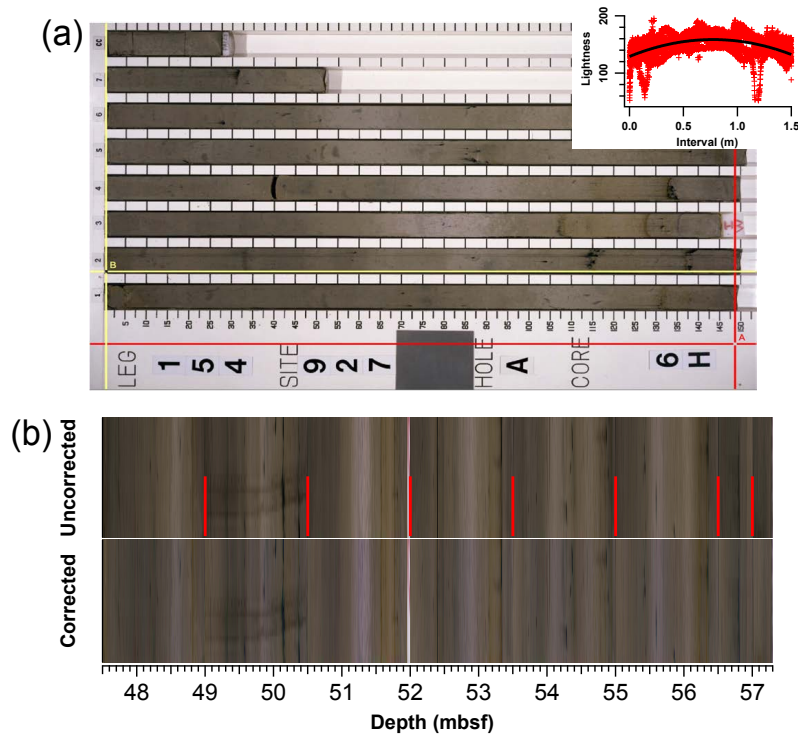 (a)
200
100
Lightness
0.0 0.5 1.0 1.5
Interval (m)
CC
7
6
5
4
3
2
B
1
5 10 15 20 25 30 35 40 45 50 55 60 65 70 75 80 85 90 95 100 105 110 115 120 125 130 135 140 145 150
A
LEG 1 5 4 SITE 9 2 7 HOLE A CORE 6 H
(b)
Uncorrected
Corrected
48 49 50 51 52 53 54 55 56 57
Depth (mbsf)